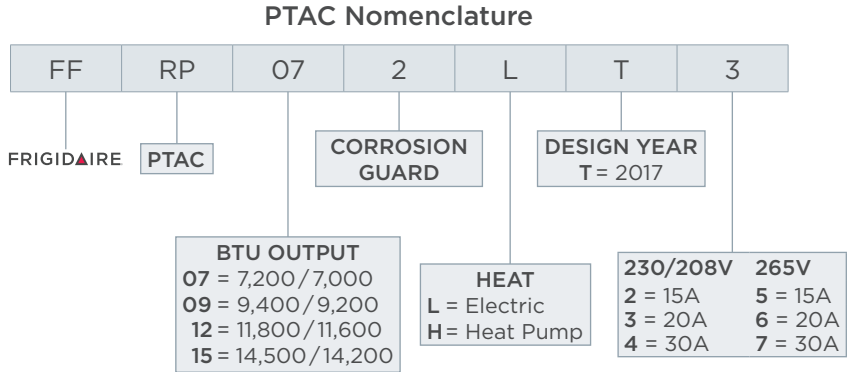 PTAC Nomenclature
FF RP 07 2 L T 3
FRIGIDAIRE
PTAC
CORROSION
GUARD
DESIGN YEAR
T = 2017
BTU OUTPUT
07 = 7,200/7,000
09 = 9,400/9,200
12 = 11,800/11,600
15 = 14,500/14,200
HEAT
L = Electric
H = Heat Pump
230/208V 265V
2 = 15A 5 = 15A
3 = 20A 6 = 20A
4 = 30A 7 = 30A